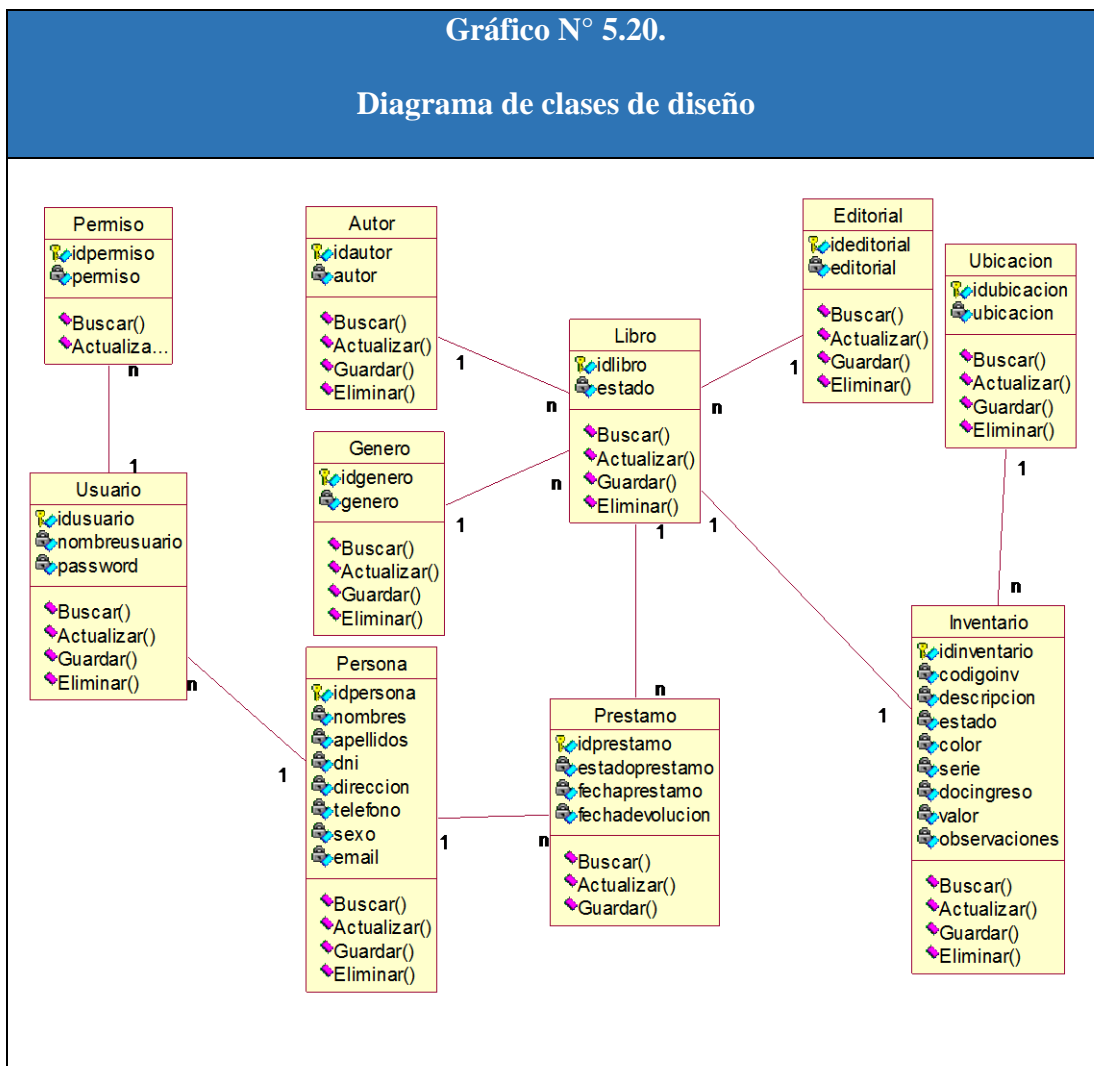 Gráfico N° 5.20.
Diagrama de clases de diseño
Permiso
idpermiso
permiso
Buscar()
Actualiza...
n
1
Usuario
idusuario
nombreusuario
password
Buscar()
Actualizar()
Guardar()
Eliminar()
n
1
Autor
idautor
autor
Buscar()
Actualizar()
Guardar()
Eliminar()
1
n
Genero
idgenero
genero
Buscar()
Actualizar()
Guardar()
Eliminar()
1
n
Persona
idpersona
nombres
apellidos
dni
direccion
telefono
sexo
email
Buscar()
Actualizar()
Guardar()
Eliminar()
1
n
Libro
idlibro
estado
Buscar()
Actualizar()
Guardar()
Eliminar()
1
n
Prestamo
idprestamo
estadoprestamo
fechaprestamo
fechadevolucion
Buscar()
Actualizar()
Guardar()
Editorial
ideditorial
editorial
Buscar()
Actualizar()
Guardar()
Eliminar()
1
n
Ubicacion
idubicacion
ubicacion
Buscar()
Actualizar()
Guardar()
Eliminar()
1
n
1
1
Inventario
idinventario
codigoinv
descripcion
estado
color
serie
docingreso
valor
observaciones
Buscar()
Actualizar()
Guardar()
Eliminar()